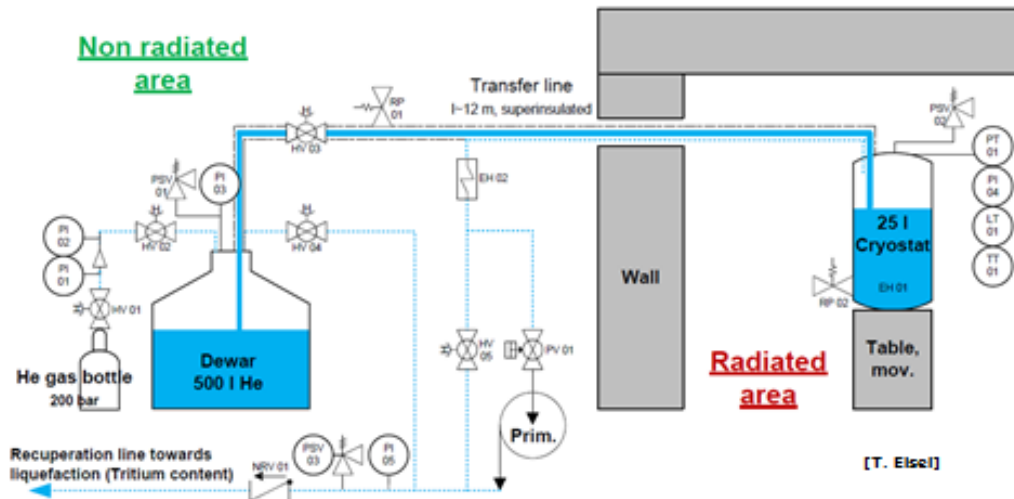 Non radiated
area
Transfer line
l~12 m, superinsulated
RP
01
HV 03
PSV
02
PT
01
PI
04
LT
01
TT
01
PSV
01
PI
03
EH 02
PI
02
PI
01
HV 02
HV 04
HV 01
25 l
Cryostat
EH 01
RP 02
Wall
He gas bottle
200 bar
Dewar
500 l He
HV
05
PV 01
Radiated
area
Table,
mov.
Prim.
Recuperation line towards
liquefaction (Tritium content)
NRV 01
PSV
03
PI
05
[T. Eisel]